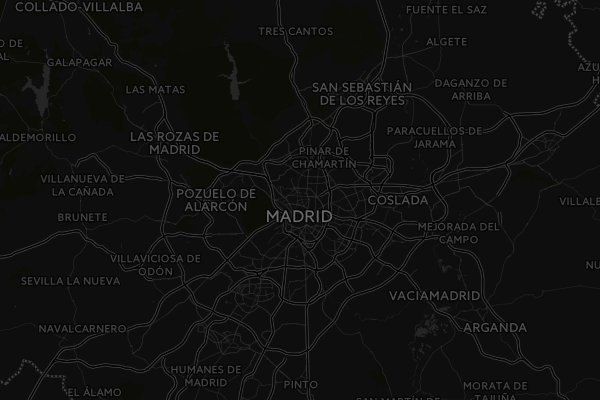 COLLADO-VILLALBA
FUENTE EL SAZ
TRES CANTOS
ALGETE
GALAPAGAR
LAS MATAS
SAN SEBASTIÁN
DE LOS REYES
DAGANZO DE
ARRIBA
LAS ROZAS DE
MADRID
PINAR DE
CHAMARTÍN
PARACUELLOS DE
JARAMA
VILLANUEVA DE
LA CAÑADA
POZUELO DE
ALARCÓN
COSLADA
BRUNETE
MADRID
MEJORADA DEL
CAMPO
VILLAVICIOSA DE
ODÓN
SEVILLA LA NUEVA
VACIAMADRID
NAVALCARNERO
ARGANDA
HUMANES DE
MADRID
PINTO
EL ÁLAMO
MORATA DE
TAJUÑA